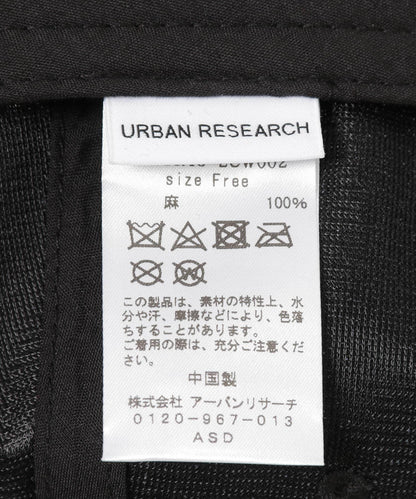 URBAN RESEARCH
size Free
麻 100%
W
この製品は、素材の特性上、水
分や汗、摩擦などにより、色落
ちすることがあります。
ご着用の際は、充分ご注意くだ
さい。
中国製
株式会社 アーバンリサーチ
0120-967-013
ASD